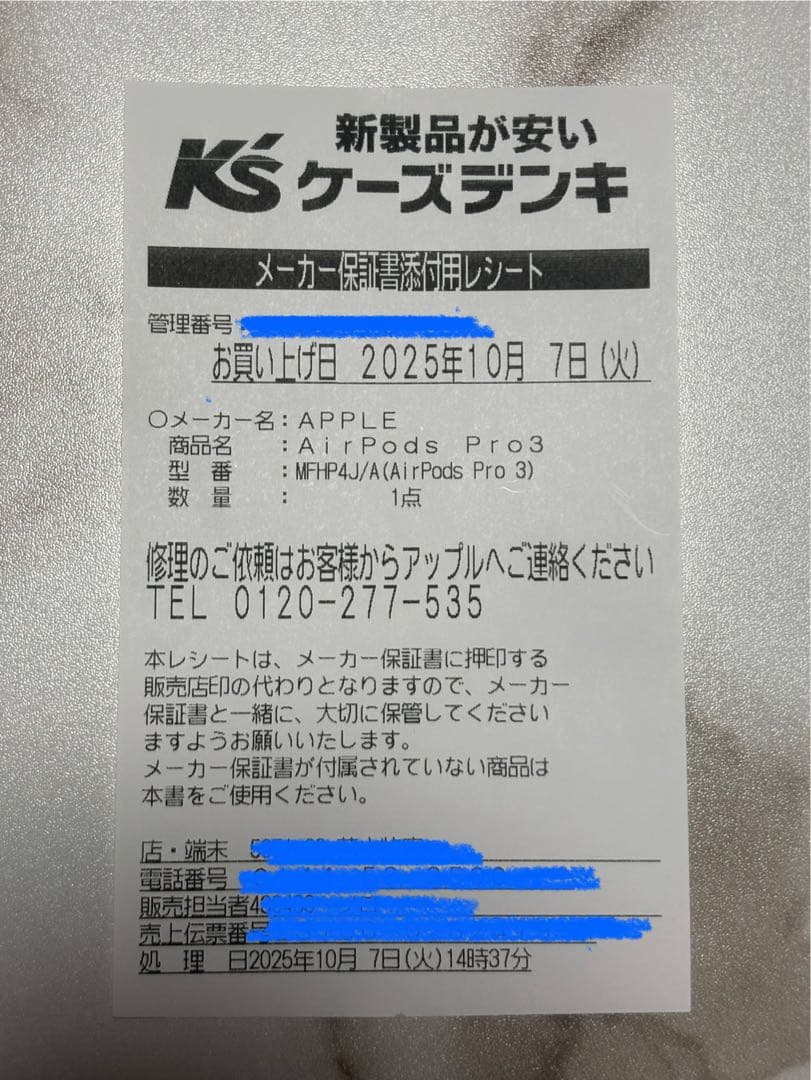 新製品が安い
K's ケーズデンキ
メーカー保証書添付用レシート
管理番号
お買い上げ日 2025年10月 7日(火)
○メーカー名:APPLE
商品名 :AirPods Pro3
型 番 :MFHP4J/A(AirPods Pro 3)
数 量 : 1点
修理のご依頼はお客様からアップルへご連絡ください
TEL 0120-277-535
本レシートは、メーカー保証書に押印する
販売店印の代わりとなりますので、メーカー
保証書と一緒に、大切に保管してください
ますようお願いいたします。
メーカー保証書が付属されていない商品は
本書をご使用ください。
店・端末
電話番号
販売担当者
売上伝票番号
処 理 日2025年10月 7日(火)14時37分